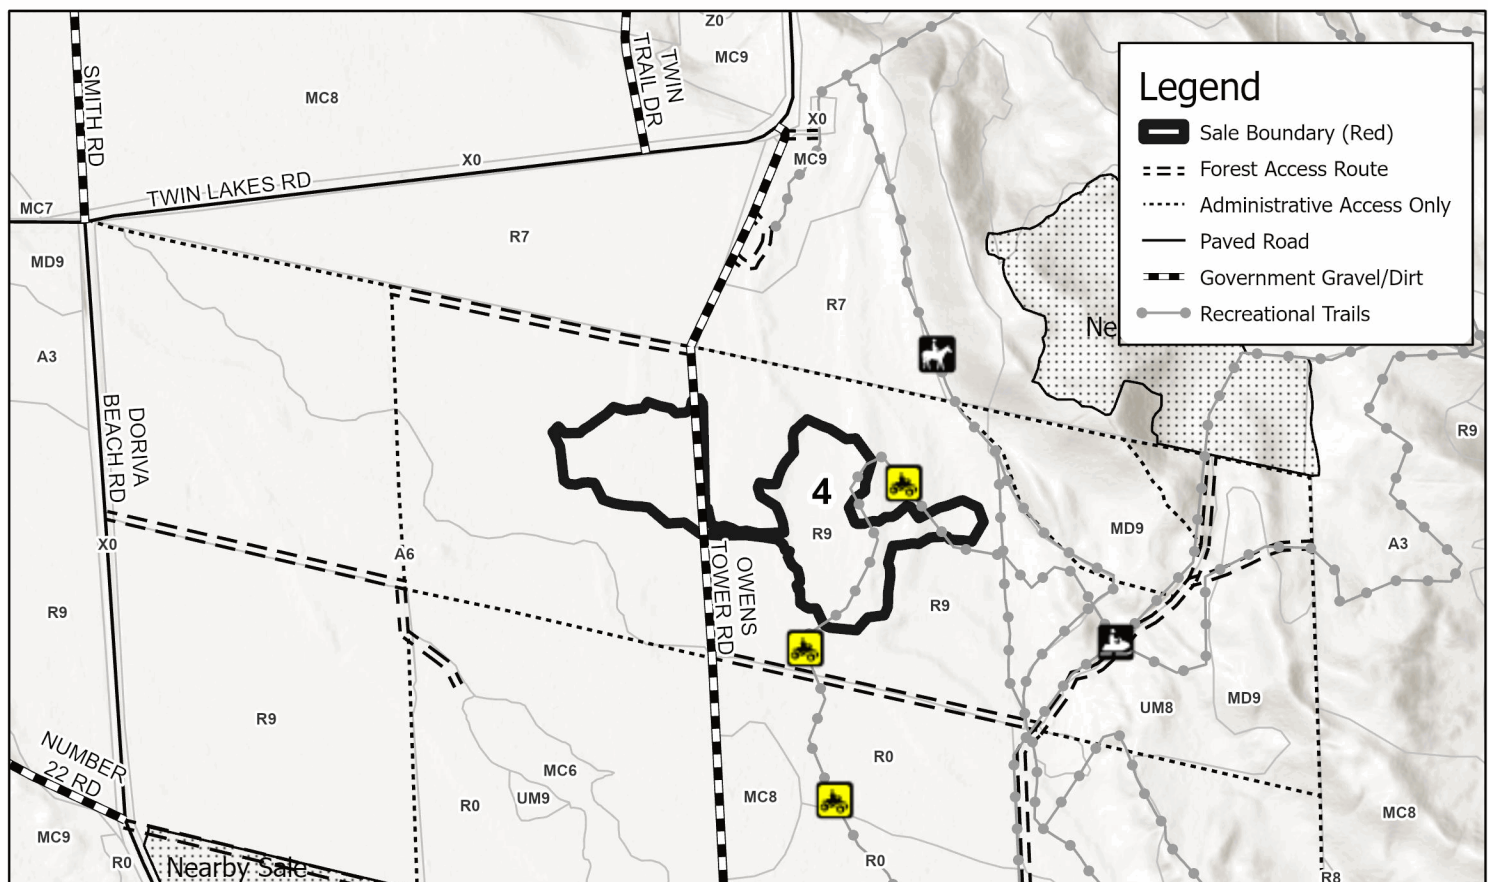 Z0
MC9
TWIN
TRAIL DR
SMITH RD
MC8
X0
X0
MC9
TWIN LAKES RD
MC7
R7
MD9
R7
A3
DORIVA
BEACH RD
X0
A6
4
R9
OWENS
TOWER RD
R9
MD9
A3
R9
R9
R9
UM8
MD9
NUMBER
22 RD
MC6
UM9
R0
MC8
R0
MC8
MC9
R0
Nearby Sale
R0
R8
Ne
Legend
Sale Boundary (Red)
Forest Access Route
Administrative Access Only
Paved Road
Government Gravel/Dirt
Recreational Trails